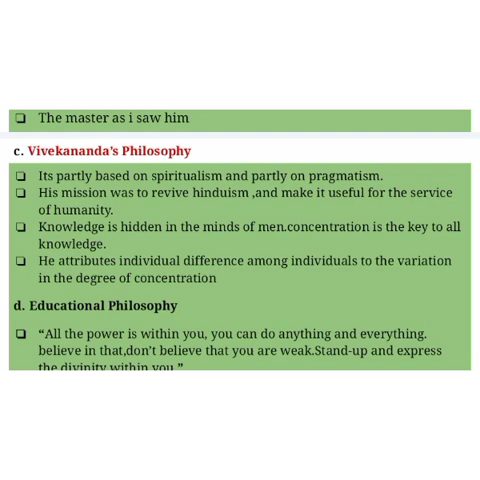 ❑ The master as i saw him
c. Vivekananda's Philosophy
❑ Its partly based on spiritualism and partly on pragmatism.
❑ His mission was to revive hinduism ,and make it useful for the service
of humanity.
❑ Knowledge is hidden in the minds of men.concentration is the key to all
knowledge.
❑ He attributes individual difference among individuals to the variation
in the degree of concentration
d. Educational Philosophy
❑ “All the power is within you, you can do anything and everything.
believe in that,don’t believe that you are weak.Stand-up and express
the divinity within you.”